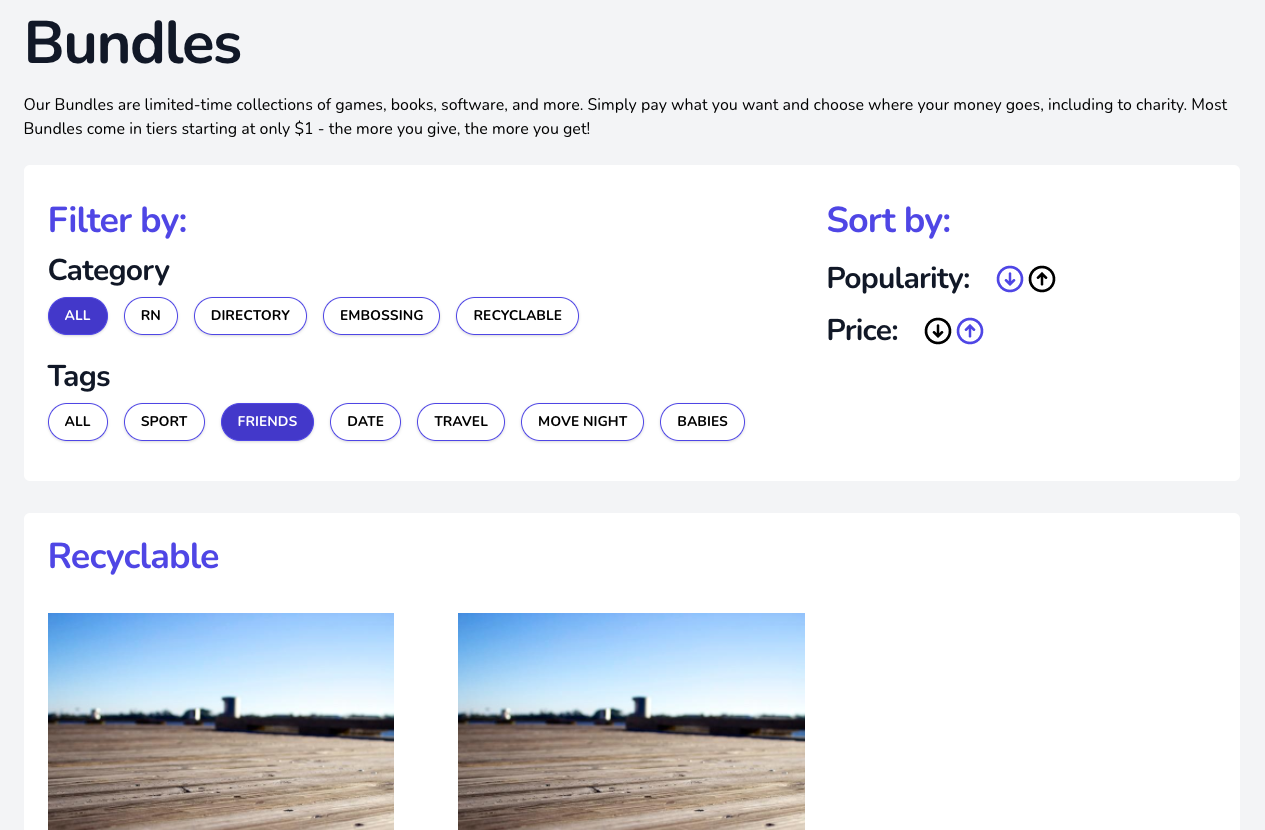 Bundles
Our Bundles are limited-time collections of games, books, software, and more. Simply pay what you want and choose where your money goes, including to charity. Most
Bundles come in tiers starting at only $1 - the more you give, the more you get!
Filter by:
Category
ALL RN DIRECTORY EMBOSSING RECYCLABLE
Tags
ALL SPORT FRIENDS DATE TRAVEL MOVE NIGHT BABIES
Sort by:
Popularity:
Price:
Recyclable